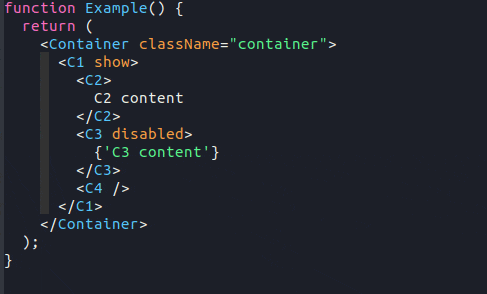 function Example() {
  return (
    <Container className="container">
      <C1 show>
        <C2>
          C2 content
        </C2>
        <C3 disabled>
          {'C3 content'}
        </C3>
        <C4 />
      </C1>
    </Container>
  );
}